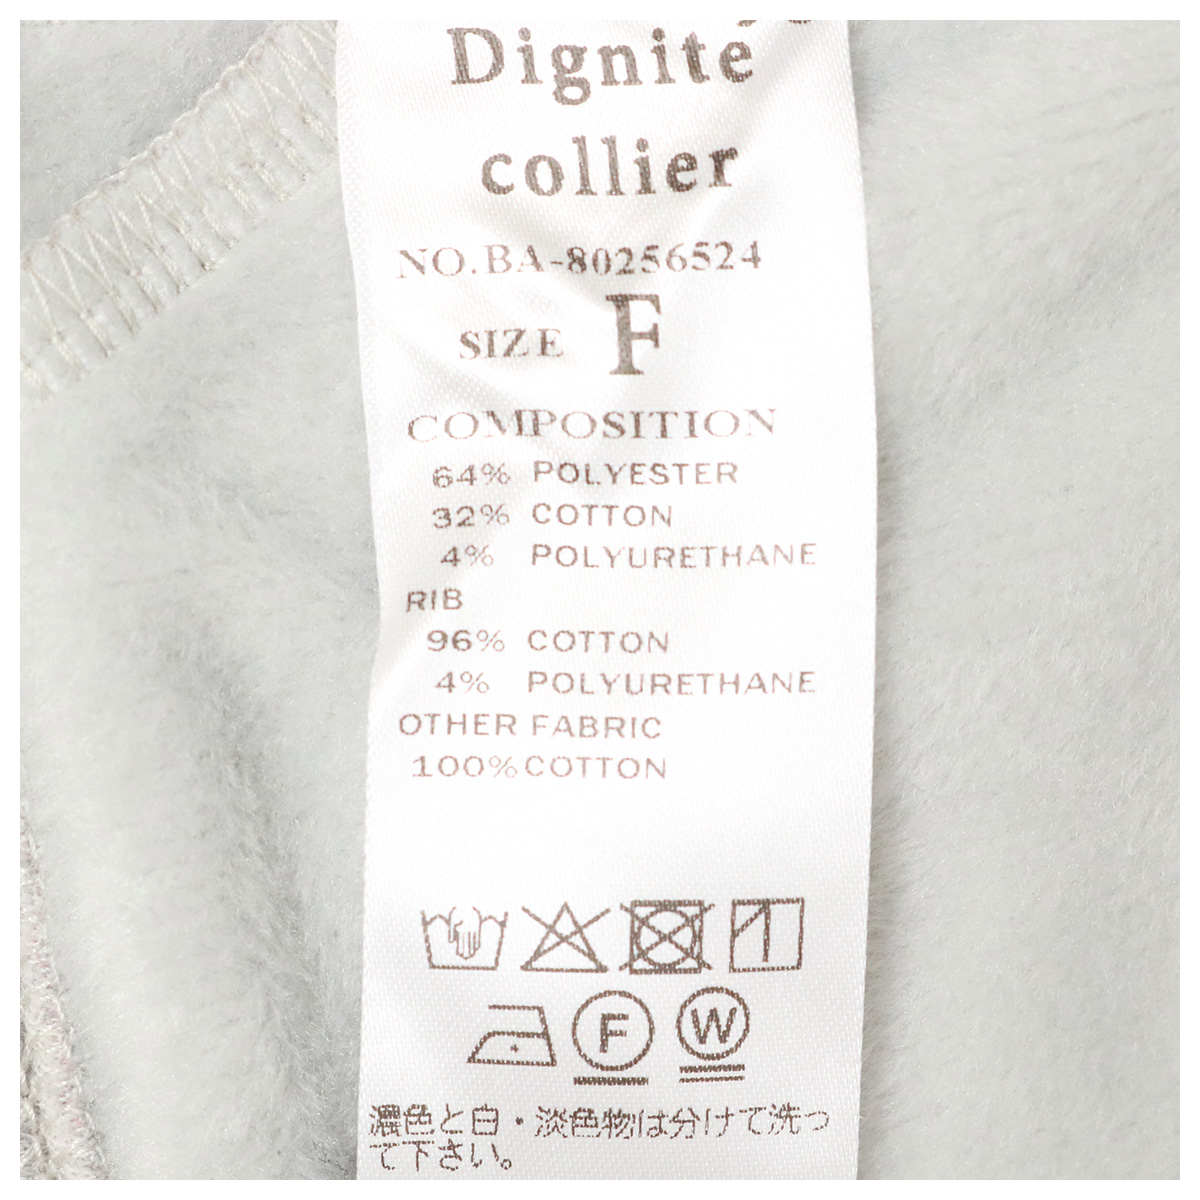 Dignite
collier
NO.BA-80256524
SIZE F
COMPOSITION
64% POLYESTER
32% COTTON
4% POLYURETHANE
RIB
96% COTTON
4% POLYURETHANE
OTHER FABRIC
100% COTTON
F W
濃色と白・淡色物は分けて洗っ
て下さい。